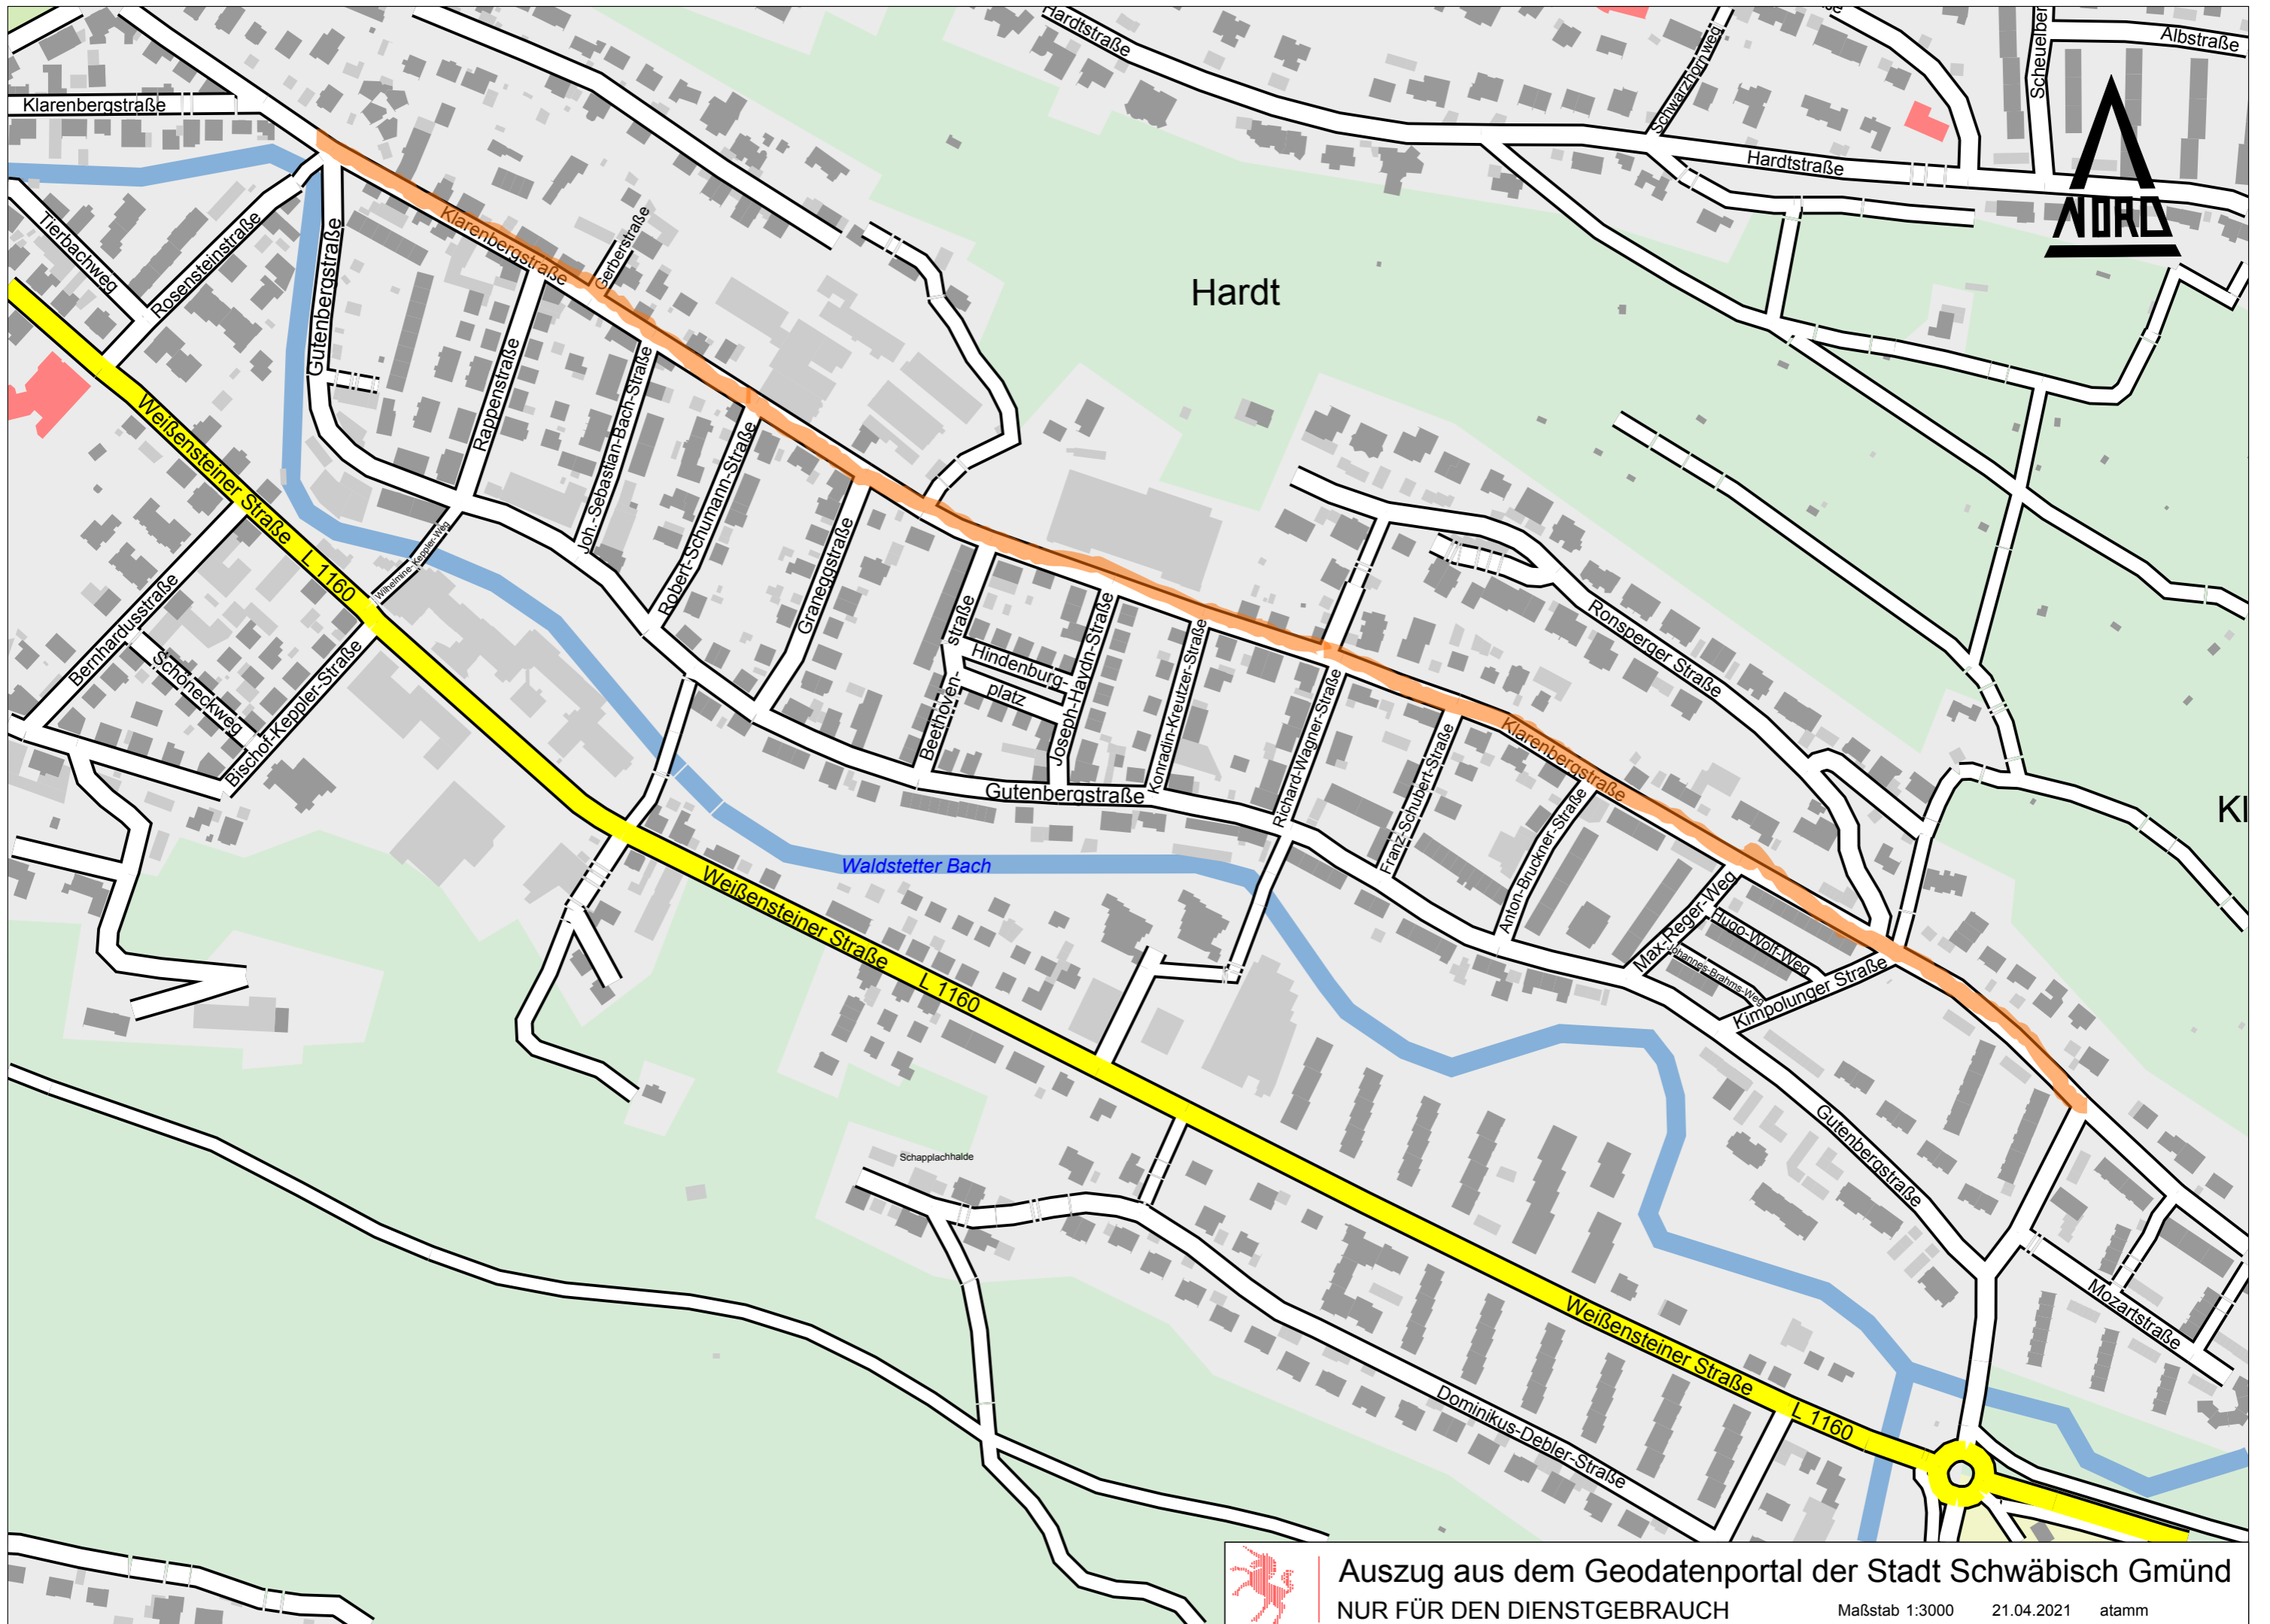 Hardtstraße
Schwarzhornweg
Scheuelber
Albstraße
Klarenbergstraße
Hardtstraße
NORD
Tierbachweg
Rosensteinstraße
Gutenbergstraße
Klarenbergstraße
Gerberstraße
Hardt
Rappenstraße
Joh.-Sebastian-Bach-Straße
Robert-Schumann-Straße
Graneggstraße
Weißensteiner Straße L 1160
Wilhelmine-Keppler-Weg
Bernhardusstraße
Schöneckweg
Bischof-Keppler-Straße
Beethoven-
straße
Hindenburg-
platz
Joseph-Haydn-Straße
Konradin-Kreutzer-Straße
Richard-Wagner-Straße
Franz-Schubert-Straße
Anton-Bruckner-Straße
Ronsperger Straße
Klarenbergstraße
Kl
Gutenbergstraße
Waldstetter Bach
Weißensteiner Straße L 1160
Max-Reger-Weg
Hugo-Wolf-Weg
Johannes-Brahms-Weg
Kimpolunger Straße
Gutenbergstraße
Schapplachhalde
Mozartstraße
Weißensteiner Straße L 1160
Dominikus-Debler-Straße
Auszug aus dem Geodatenportal der Stadt Schwäbisch Gmünd
NUR FÜR DEN DIENSTGEBRAUCH Maßstab 1:3000 21.04.2021 atamm